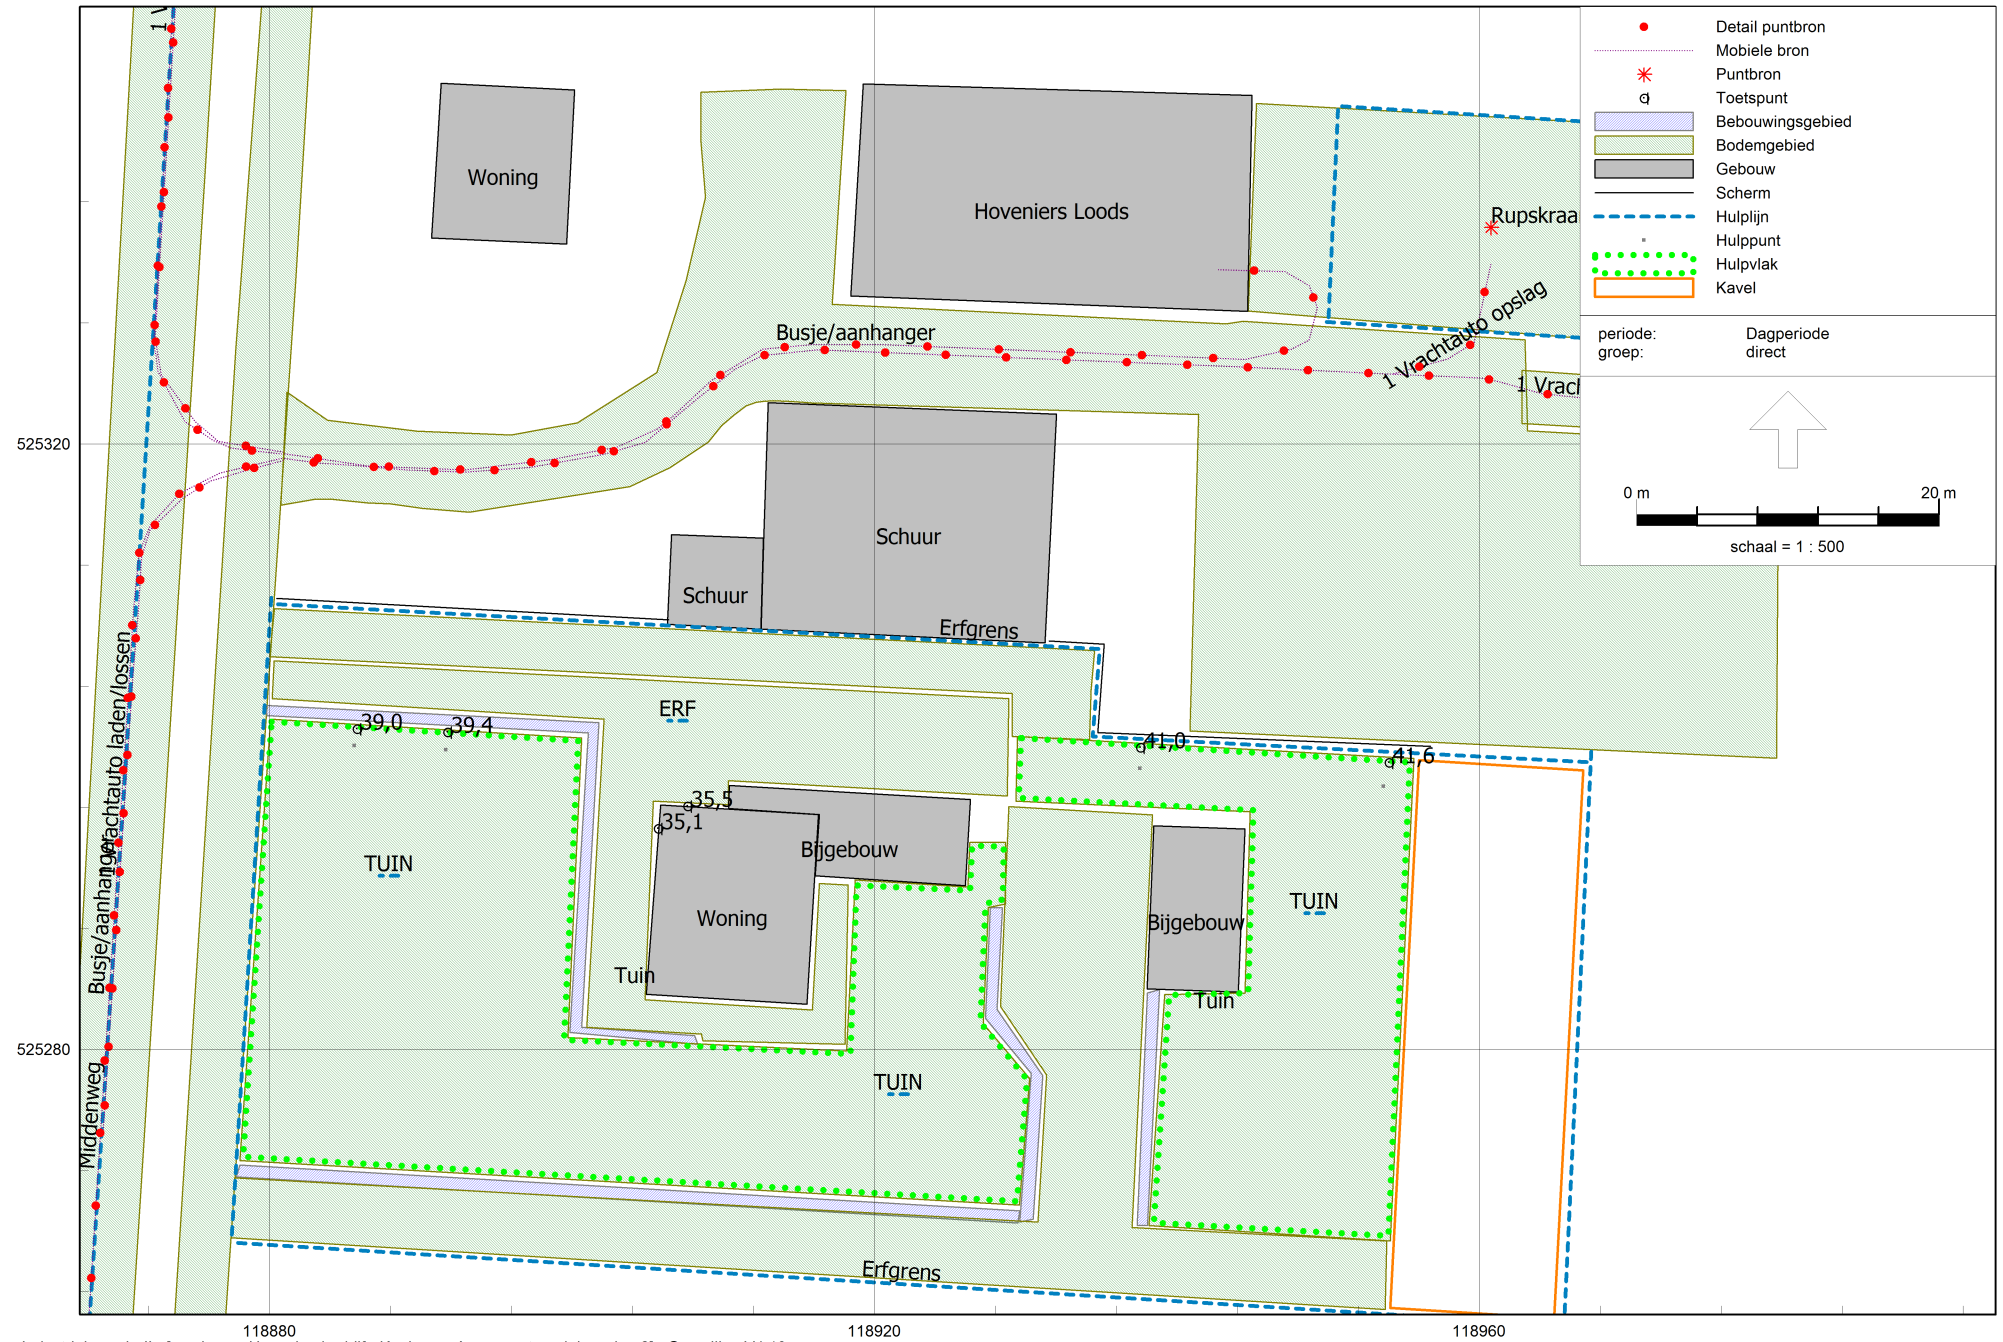 Detail puntbron
Mobiele bron
Puntbron
Toetspunt
Bebouwingsgebied
Bodemgebied
Gebouw
Scherm
Hulplijn
Hulppunt
Hulpvlak
Kavel
periode: Dagperiode
groep: direct
0 m 20 m
schaal = 1 : 500
Woning
Hoveniers Loods
Rupskraa
1 Vrachtauto opslag
Busje/aanhanger
1 Vrac
525320
Schuur
Schuur
Erfgrens
1 Vrachtauto laden/lossen
ERF
39,0
39,4
41,0
41,6
35,5
35,1
TUIN
Bijgebouw
Woning
TUIN
Bijgebouw
Busje/aanhanger
Tuin
Tuin
525280
TUIN
Middenweg
Erfgrens
118880
118920
118960